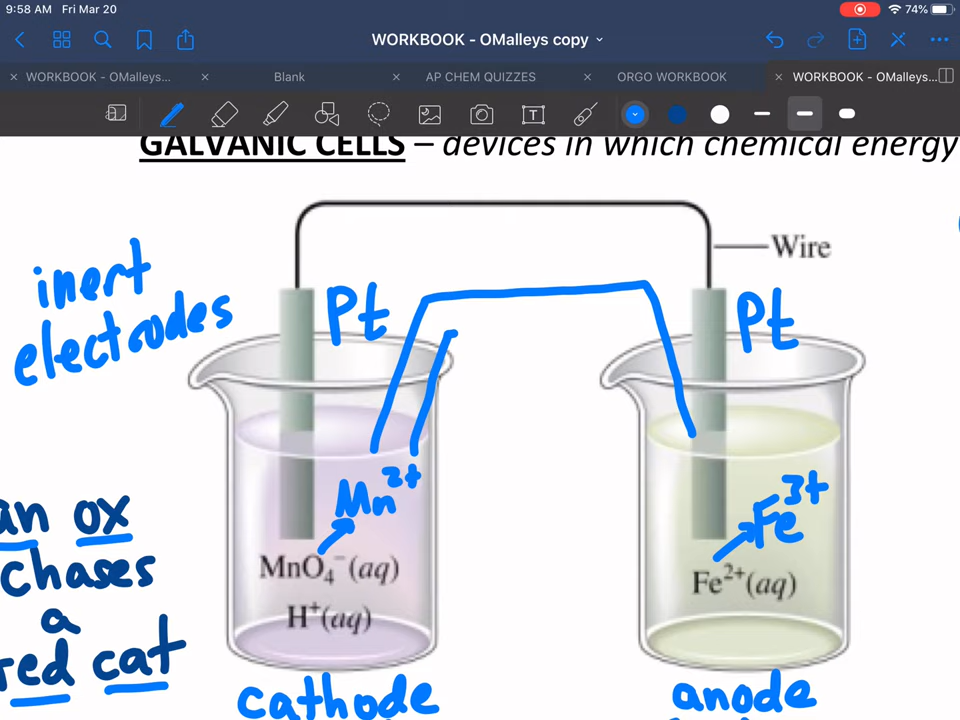 9:58 AM Fri Mar 20
74%
WORKBOOK - OMalleys copy
WORKBOOK - OMalleys...
Blank
AP CHEM QUIZZES
ORGO WORKBOOK
WORKBOOK - OMalleys...
GALVANIC CELLS – devices in which chemical energy
Wire
inert
electrodes
Pt
Pt
Mn²⁺
MnO₄⁻(aq)
H⁺(aq)
Fe³⁺
Fe²⁺(aq)
an ox
chases
a
red cat
cathode
anode